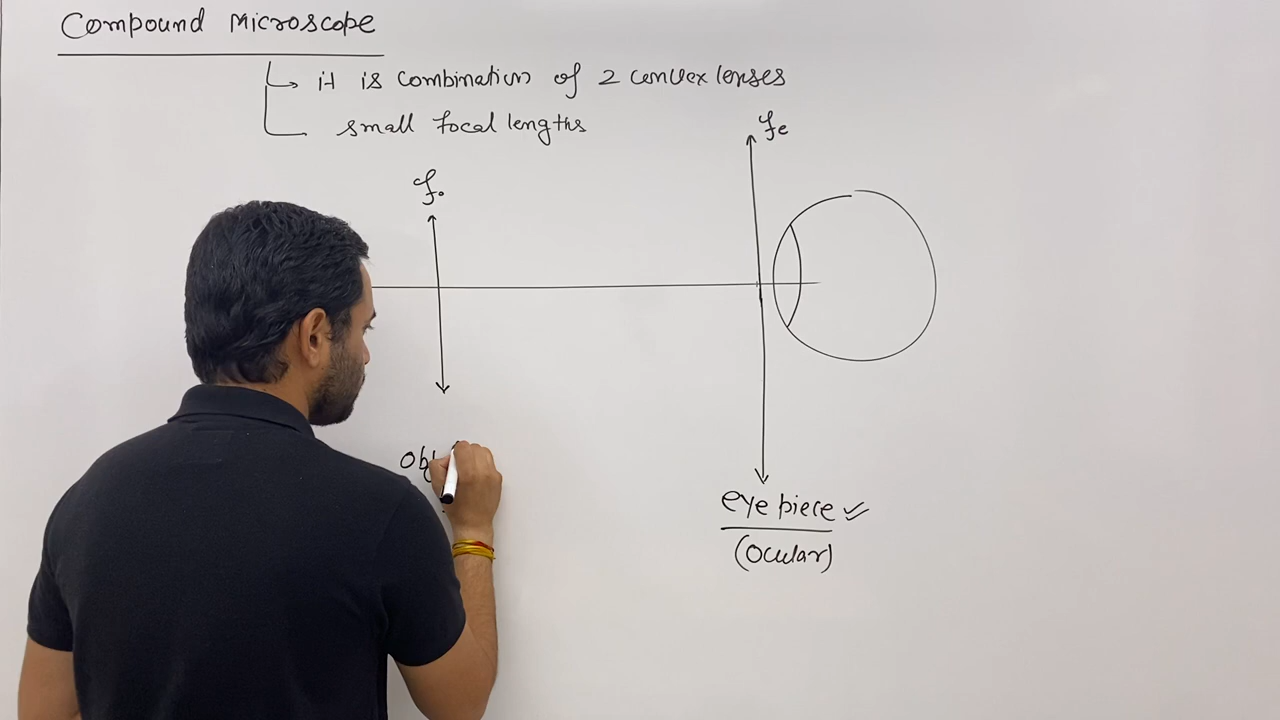 Compound Microscope
it is combination of 2 convex lenses
small focal lengths
fe
fo
eye piece
(ocular)